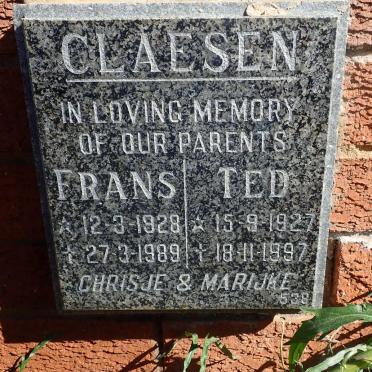 CLAESEN
IN LOVING MEMORY
OF OUR PARENTS
FRANS TED
☆ 12-3-1928 ☆ 15-9-1927
✝ 27-3-1989 ✝ 18-11-1997
CHRISJE & MARIJKE
598